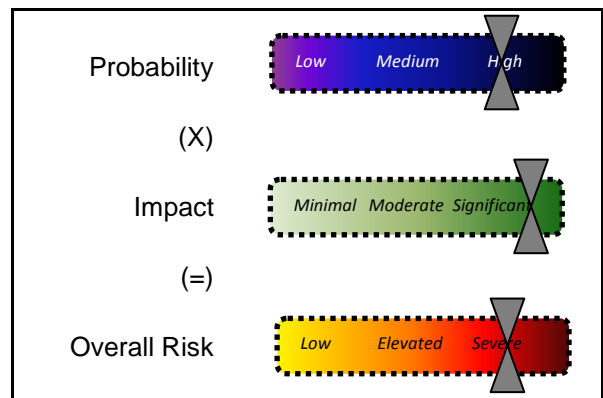 Probability
Low Medium High
(X)
Impact
Minimal Moderate Significant
(=)
Overall Risk
Low Elevated Severe